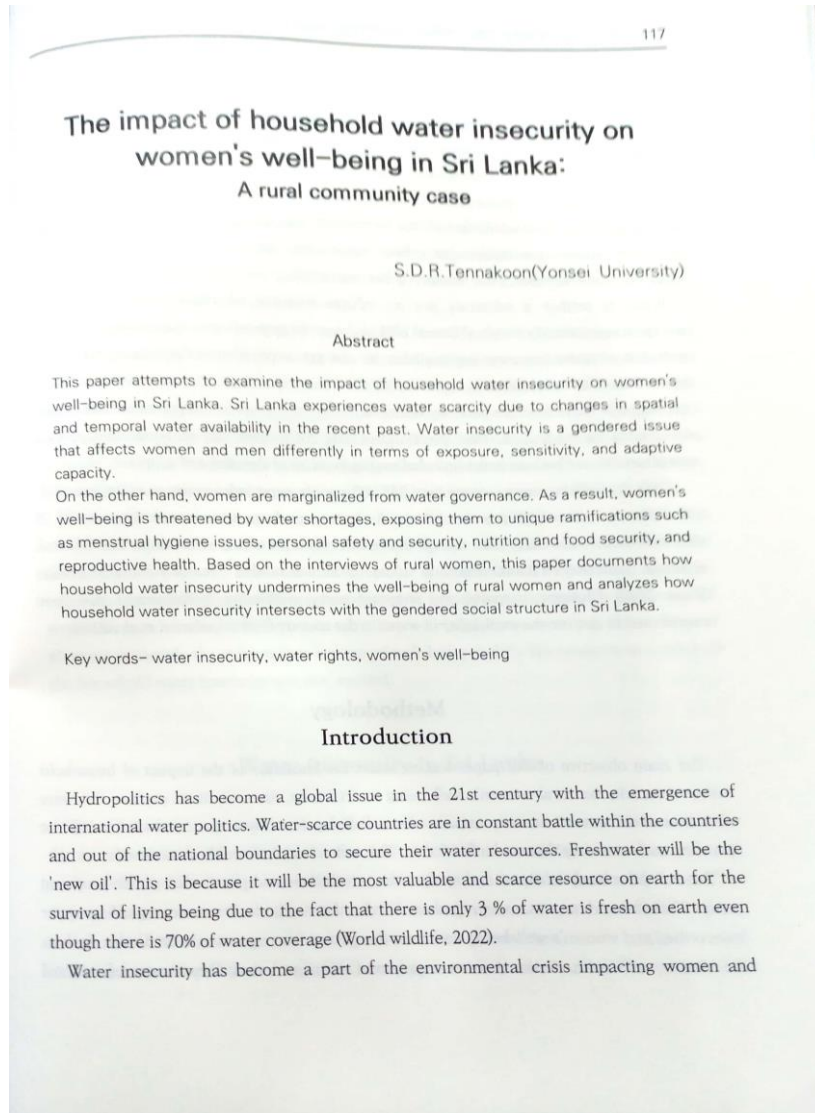 117
The impact of household water insecurity on
women's well-being in Sri Lanka:
A rural community case
S.D.R.Tennakoon(Yonsei University)
Abstract
This paper attempts to examine the impact of household water insecurity on women's
well-being in Sri Lanka. Sri Lanka experiences water scarcity due to changes in spatial
and temporal water availability in the recent past. Water insecurity is a gendered issue
that affects women and men differently in terms of exposure, sensitivity, and adaptive
capacity.
On the other hand, women are marginalized from water governance. As a result, women's
well-being is threatened by water shortages, exposing them to unique ramifications such
as menstrual hygiene issues, personal safety and security, nutrition and food security, and
reproductive health. Based on the interviews of rural women, this paper documents how
household water insecurity undermines the well-being of rural women and analyzes how
household water insecurity intersects with the gendered social structure in Sri Lanka.
Key words- water insecurity, water rights, women's well-being
Introduction
Hydropolitics has become a global issue in the 21st century with the emergence of
international water politics. Water-scarce countries are in constant battle within the countries
and out of the national boundaries to secure their water resources. Freshwater will be the
'new oil'. This is because it will be the most valuable and scarce resource on earth for the
survival of living being due to the fact that there is only 3 % of water is fresh on earth even
though there is 70% of water coverage (World wildlife, 2022).
Water insecurity has become a part of the environmental crisis impacting women and